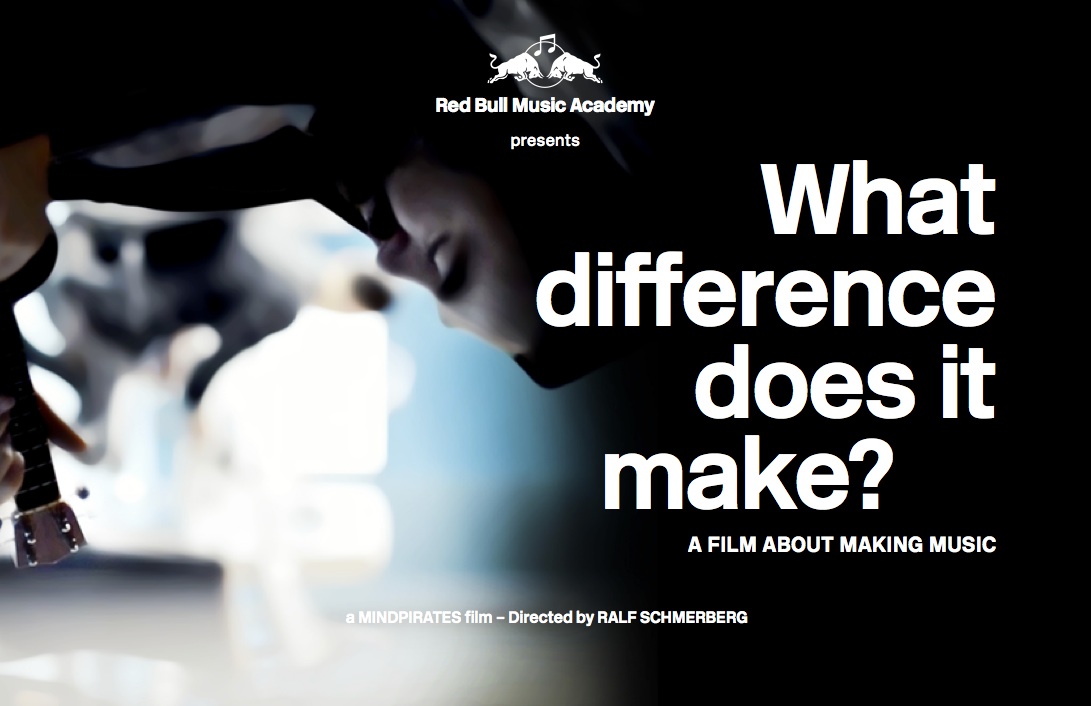 Red Bull Music Academy
presents
What
difference
does it
make?
A FILM ABOUT MAKING MUSIC
a MINDPIRATES film – Directed by RALF SCHMERBERG